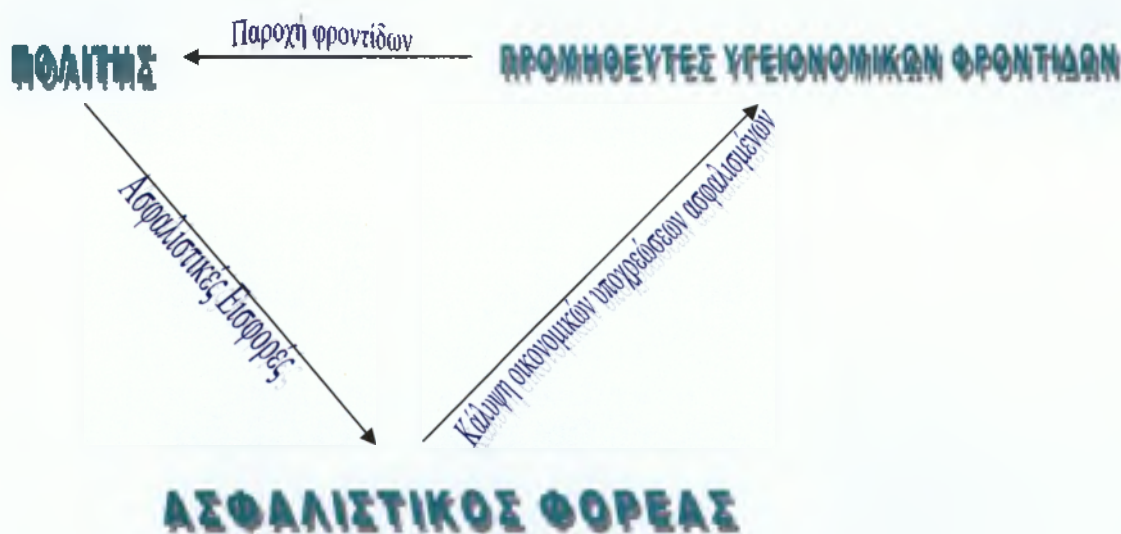 Παροχή φροντίδων
ΠΟΛΙΤΗΣ
ΠΡΟΜΗΘΕΥΤΕΣ ΥΓΕΙΟΝΟΜΙΚΩΝ ΦΡΟΝΤΙΔΩΝ
Ασφαλιστικές Εισφορές
Κάλυψη οικονομικών υποχρεώσεων ασφαλισμένων
ΑΣΦΑΛΙΣΤΙΚΟΣ ΦΟΡΕΑΣ